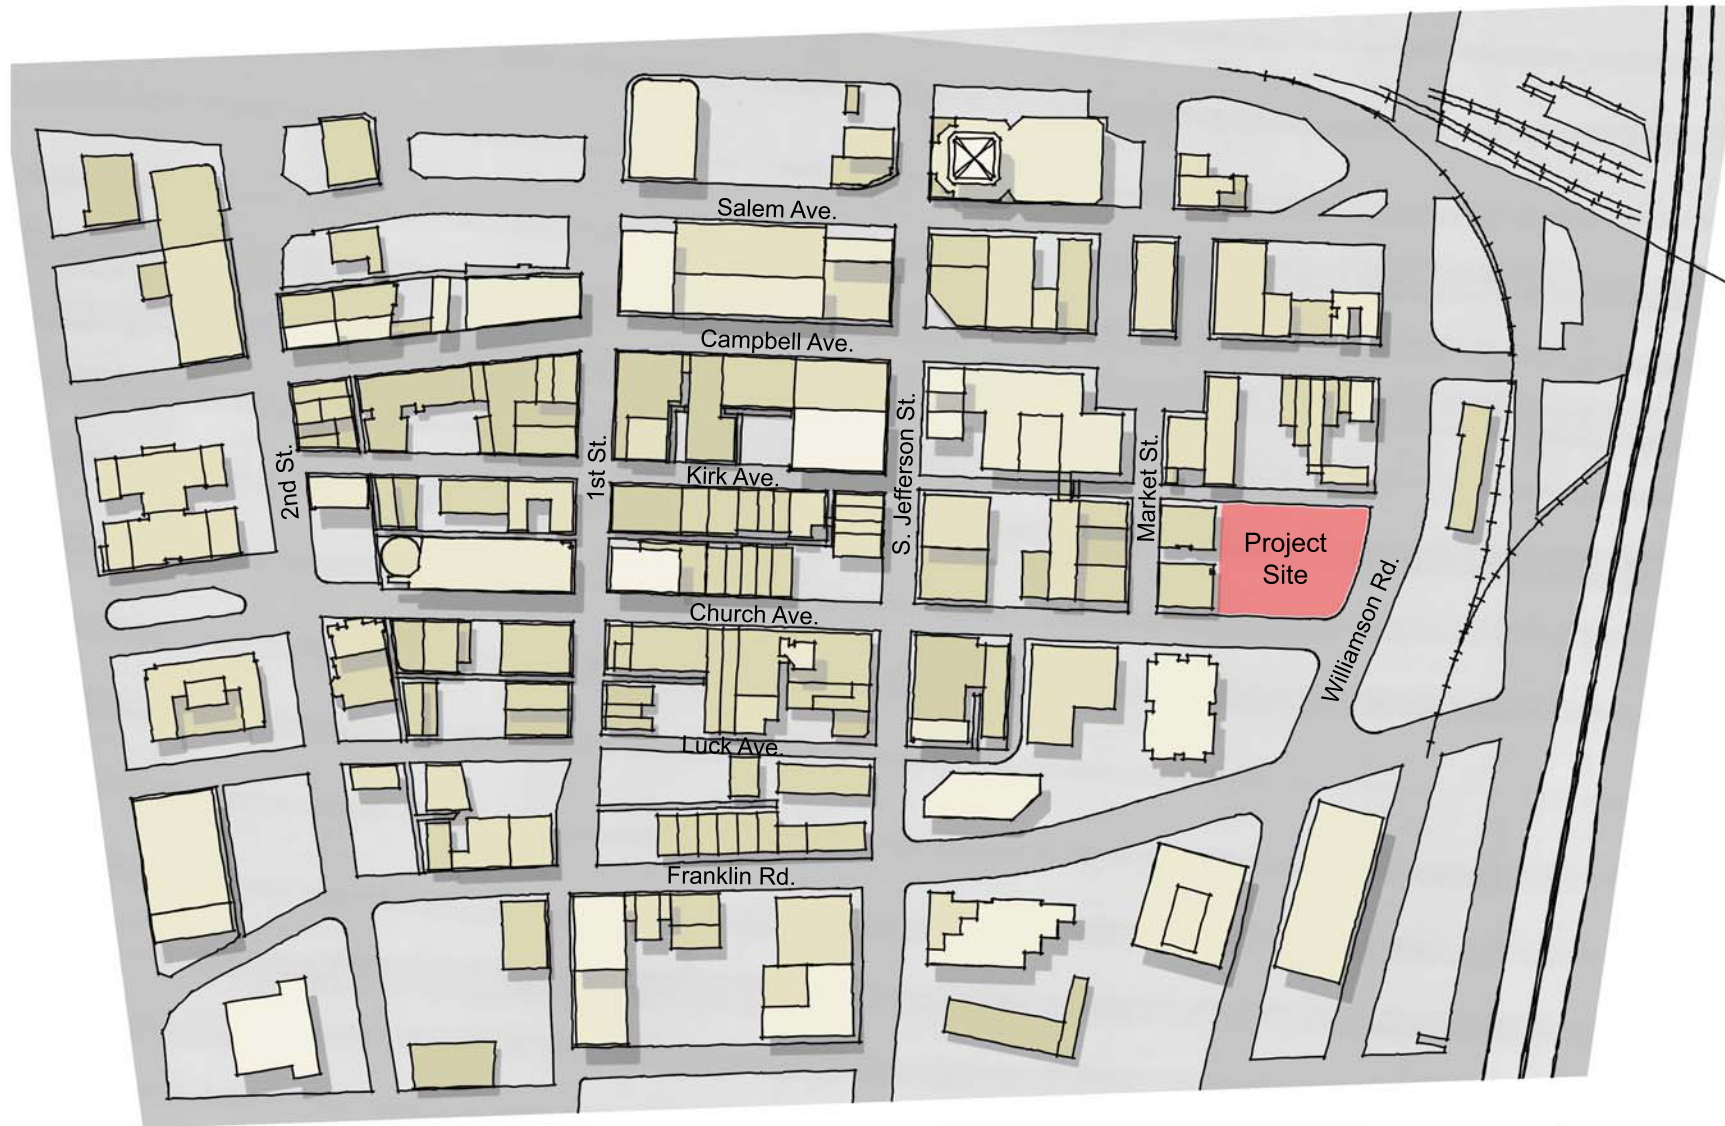 Salem Ave.
Campbell Ave.
2nd St.
1st St.
Kirk Ave.
S. Jefferson St.
Market St.
Project
Site
Church Ave.
Williamson Rd.
Luck Ave.
Franklin Rd.